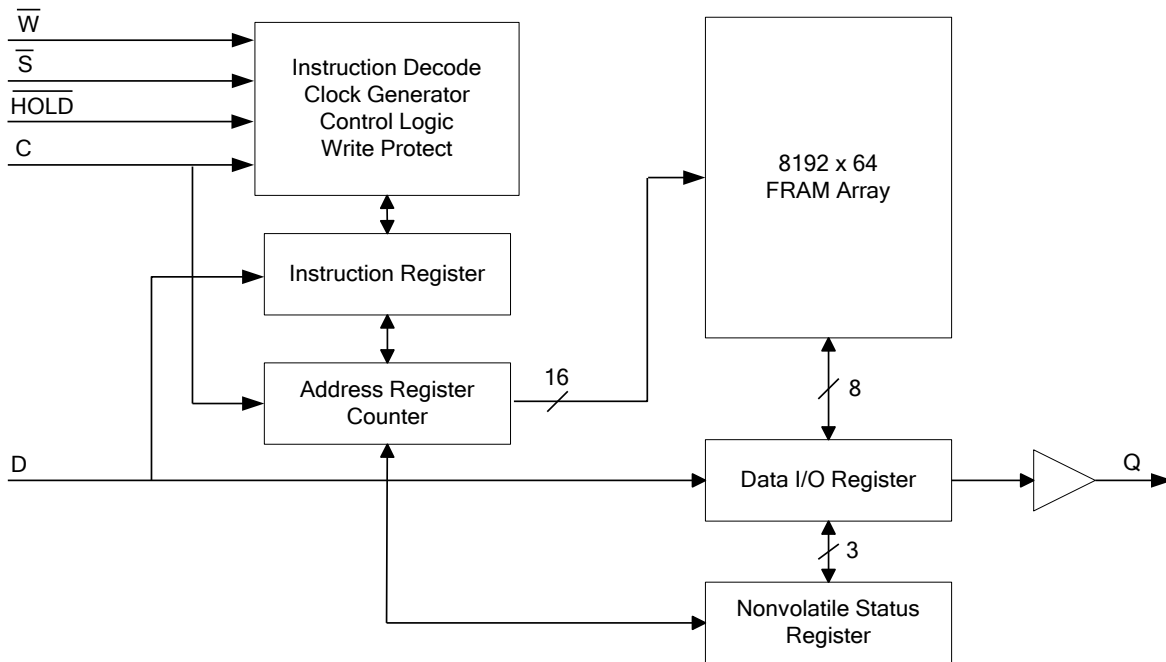 W̅
S̅
H̅O̅L̅D̅
C
Instruction Decode
Clock Generator
Control Logic
Write Protect
8192 x 64
FRAM Array
Instruction Register
Address Register
Counter
16
8
D
Data I/O Register
Q
3
Nonvolatile Status
Register